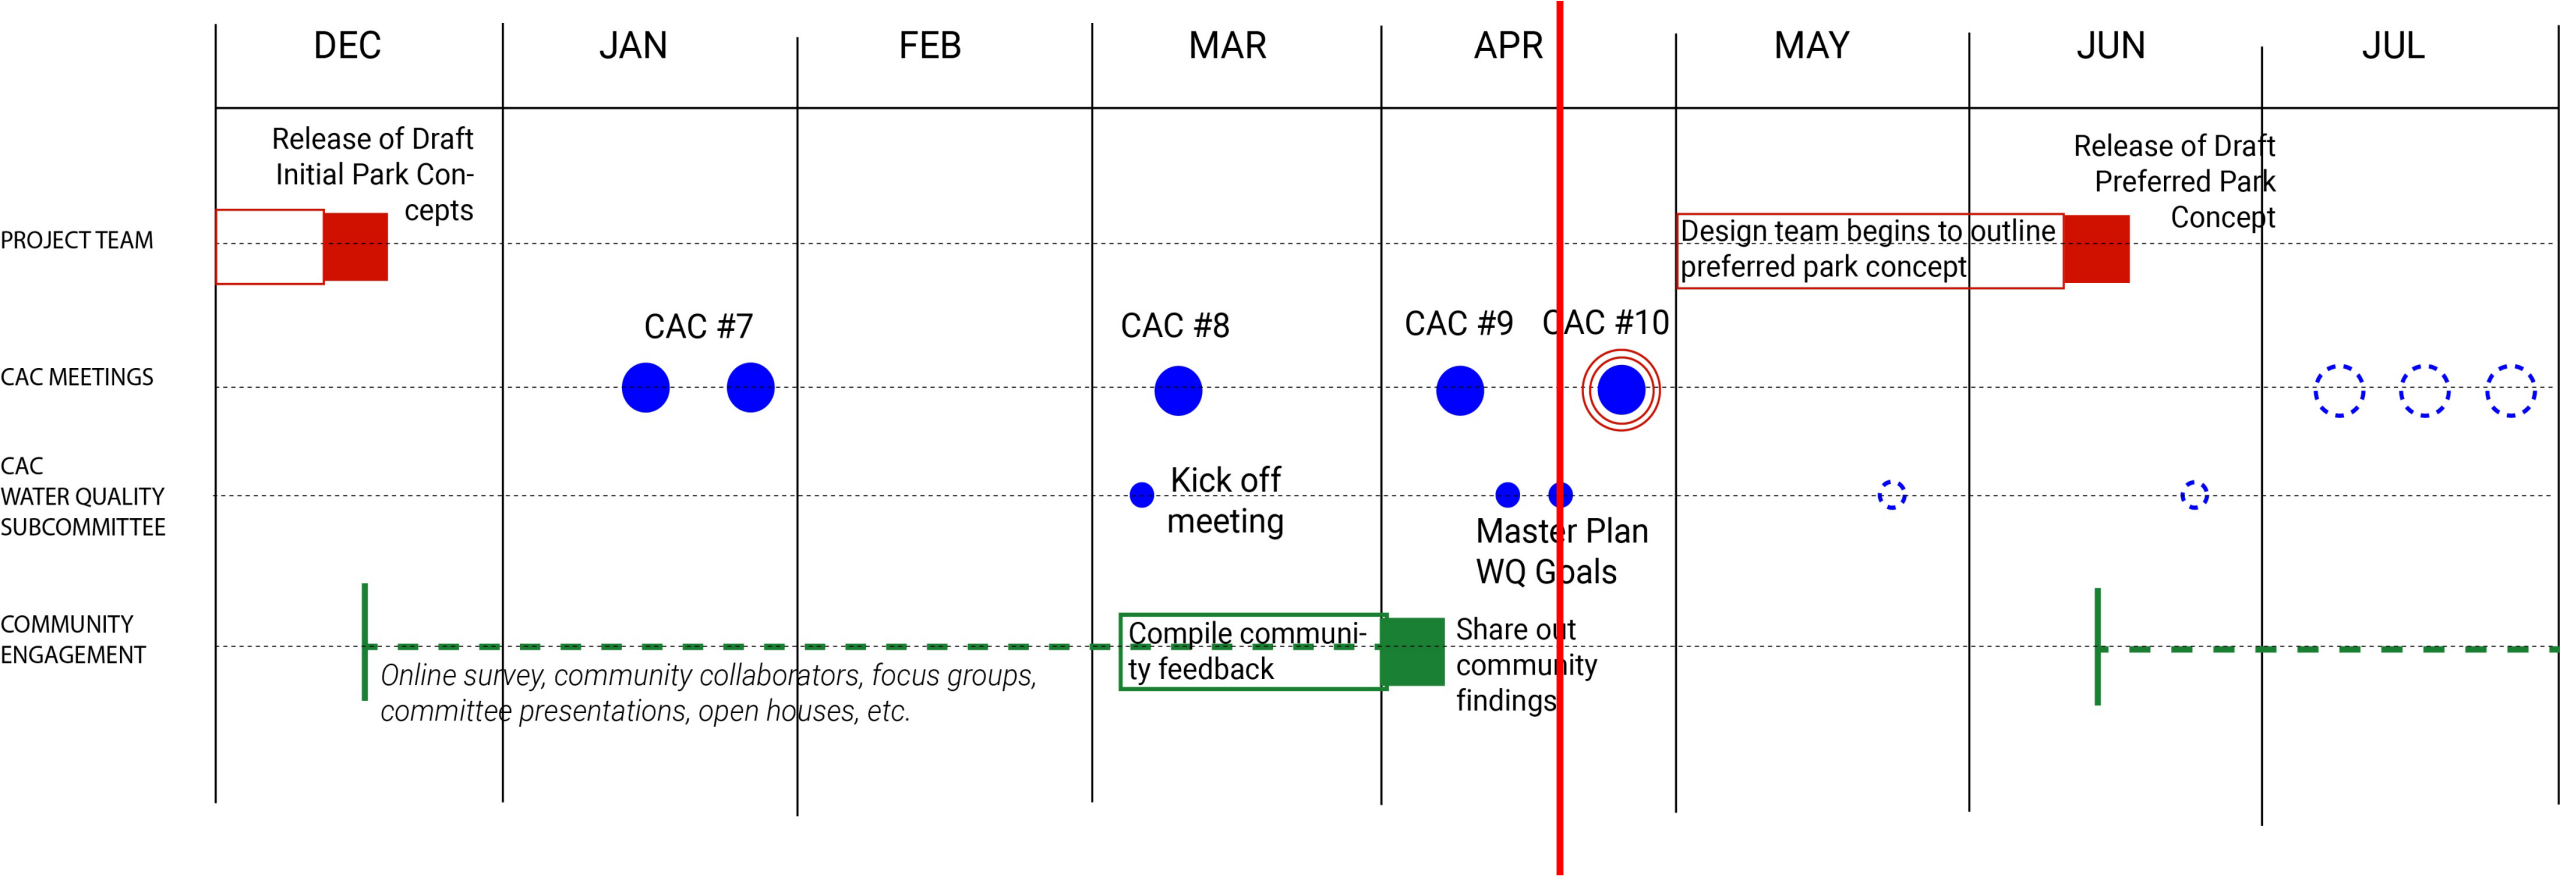 DEC JAN FEB MAR APR MAY JUN JUL
Release of Draft
Initial Park Con-
cepts
Release of Draft
Preferred Park
Concept
PROJECT TEAM
Design team begins to outline
preferred park concept
CAC #7 CAC #8 CAC #9 CAC #10
CAC MEETINGS
CAC
WATER QUALITY
SUBCOMMITTEE
Kick off
meeting
Master Plan
WQ Goals
COMMUNITY
ENGAGEMENT
Online survey, community collaborators, focus groups,
committee presentations, open houses, etc.
Compile communi-
ty feedback
Share out
community
findings